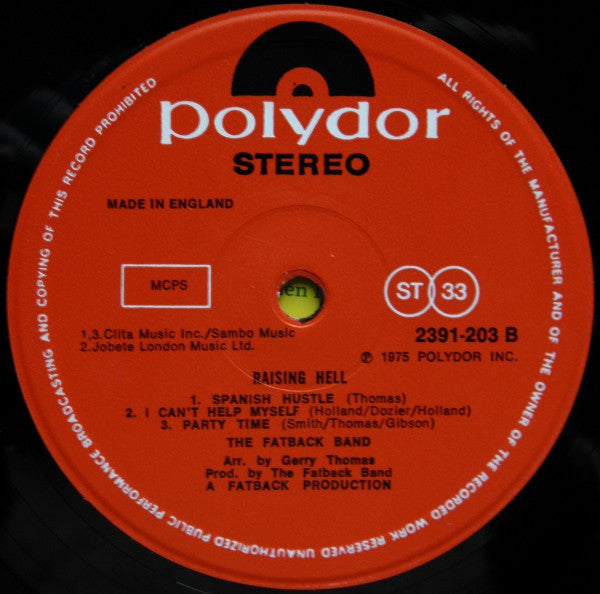 polydor
STEREO
MADE IN ENGLAND
MCPS
ST 33
1,3. Clita Music Inc./Sambo Music
2. Jobete London Music Ltd.
2391-203 B
℗ 1975 POLYDOR INC.
RAISING HELL
1. SPANISH HUSTLE (Thomas)
2. I CAN'T HELP MYSELF (Holland/Dozier/Holland)
3. PARTY TIME (Smith/Thomas/Gibson)
THE FATBACK BAND
Arr. by Gerry Thomas
Prod. by The Fatback Band
A FATBACK PRODUCTION
ALL RIGHTS OF THE MANUFACTURER AND OF THE OWNER OF THE RECORDED WORK RESERVED UNAUTHORIZED PUBLIC PERFORMANCE BROADCASTING AND COPYING OF THIS RECORD PROHIBITED